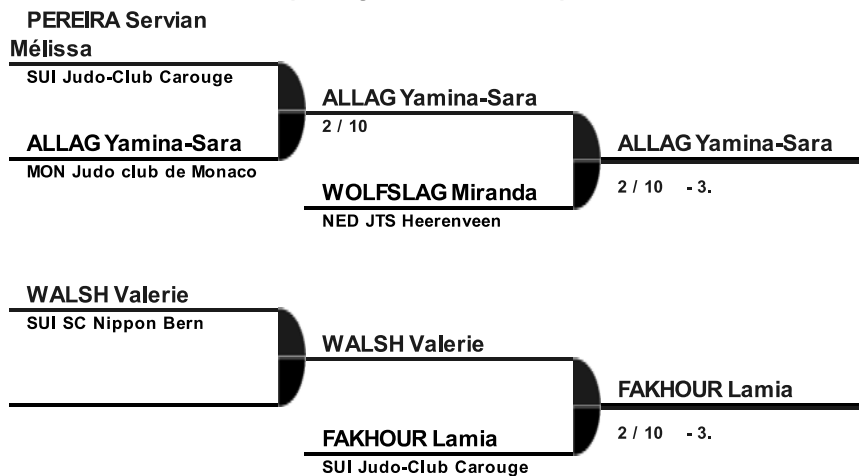 PEREIRA Servian
Mélissa
SUI Judo-Club Carouge
ALLAG Yamina-Sara
2 / 10
ALLAG Yamina-Sara
MON Judo club de Monaco
ALLAG Yamina-Sara
2 / 10 - 3.
WOLFSLAG Miranda
NED JTS Heerenveen
WALSH Valerie
SUI SC Nippon Bern
WALSH Valerie
FAKHOUR Lamia
2 / 10 - 3.
FAKHOUR Lamia
SUI Judo-Club Carouge